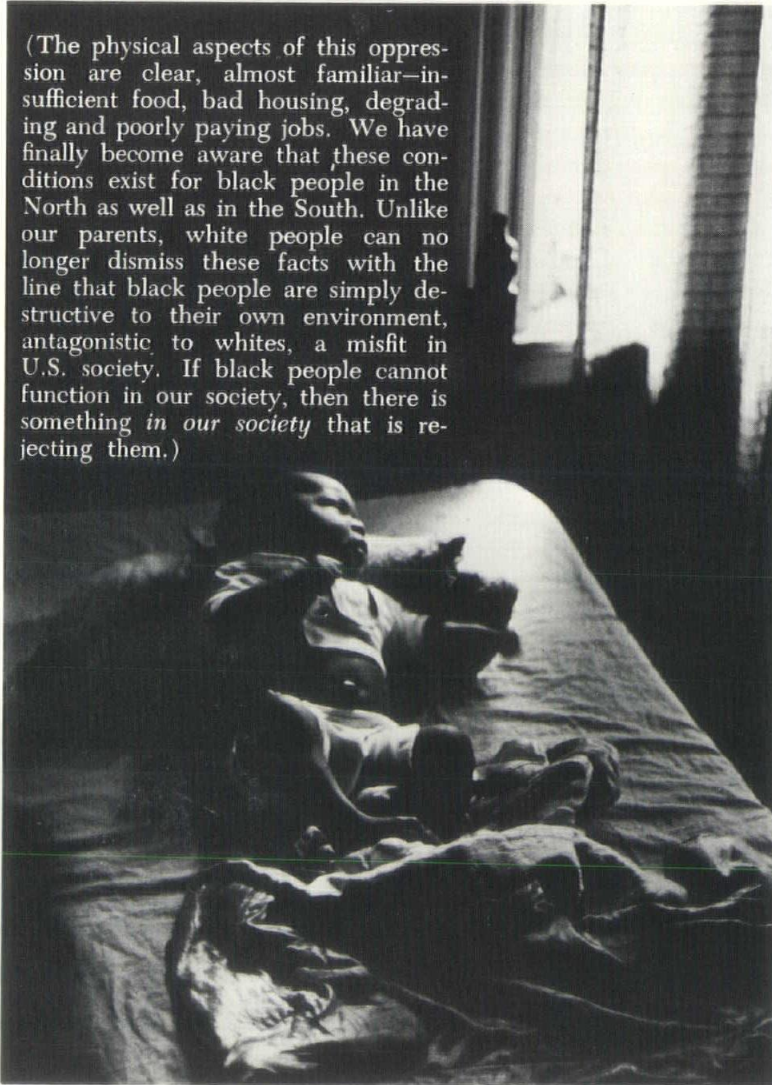 (The physical aspects of this oppres-
sion are clear, almost familiar—in-
sufficient food, bad housing, degrad-
ing and poorly paying jobs. We have
finally become aware that these con-
ditions exist for black people in the
North as well as in the South. Unlike
our parents, white people can no
longer dismiss these facts with the
line that black people are simply de-
structive to their own environment,
antagonistic to whites, a misfit in
U.S. society. If black people cannot
function in our society, then there is
something in our society that is re-
jecting them.)